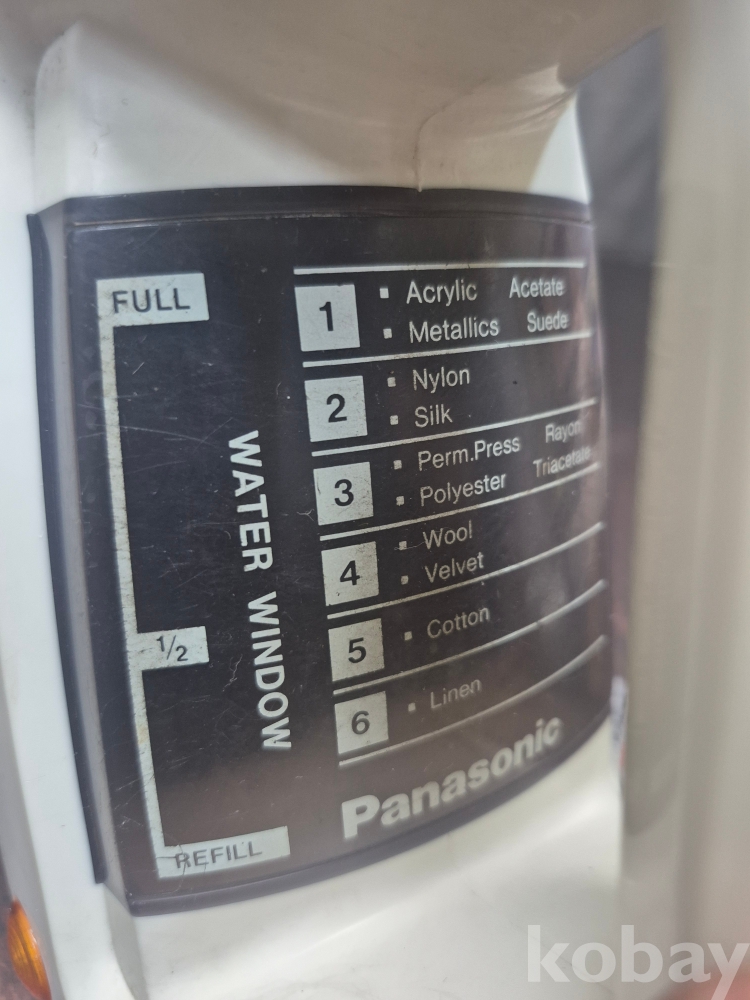 FULL
1/2
REFILL
WATER WINDOW
1
▪ Acrylic Acetate
▪ Metallics Suede
2
▪ Nylon
▪ Silk
3
▪ Perm.Press Rayon
▪ Polyester Triacetate
4
▪ Wool
▪ Velvet
5
▪ Cotton
6
▪ Linen
Panasonic
kobay